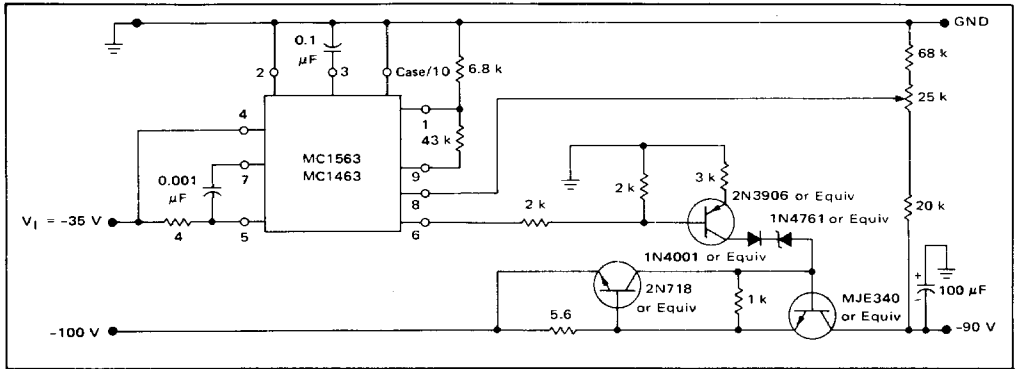 GND
0.1
μF
2
3
Case/10
6.8 k
68 k
25 k
4
1
43 k
MC1563
MC1463
7
9
0.001
μF
8
2 k
3 k
2N3906 or Equiv
1N4761 or Equiv
V_I = -35 V
4
5
6
2 k
20 k
1N4001 or Equiv
2N718
or Equiv
1 k
MJE340
or Equiv
+
100 μF
-
-100 V
5.6
-90 V